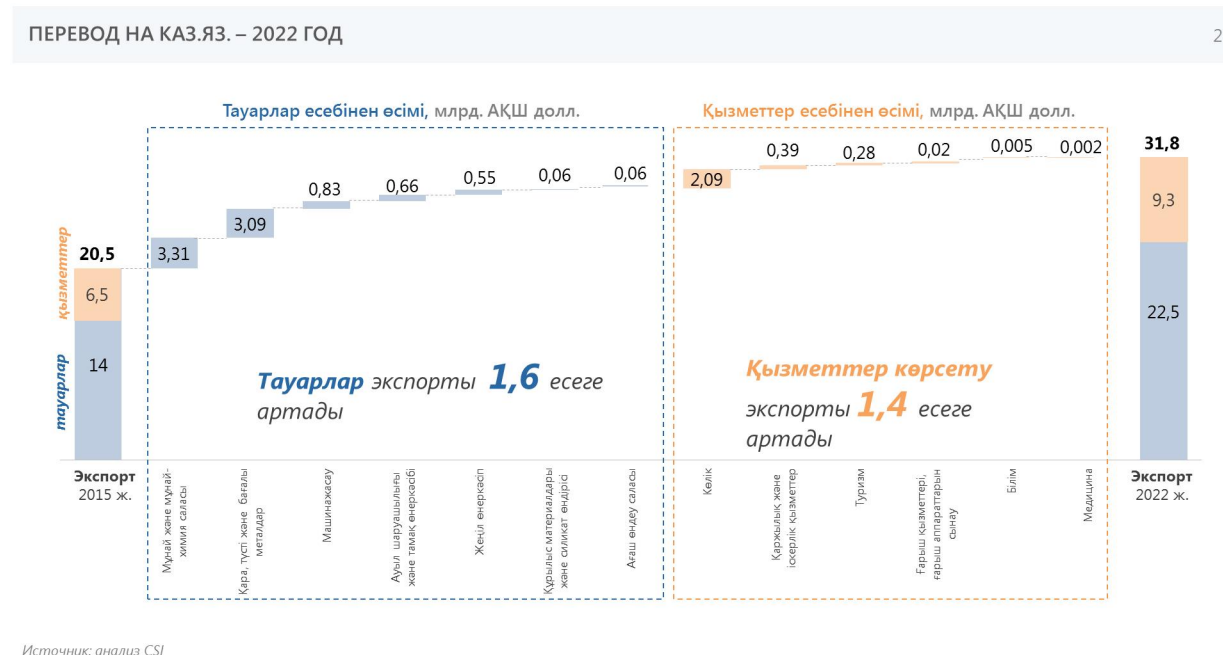 ПЕРЕВОД НА КАЗ.ЯЗ. – 2022 ГОД
2
Тауарлар есебінен өсімі, млрд. АҚШ долл.
Қызметтер есебінен өсімі, млрд. АҚШ долл.
20,5
6,5
14
қызметтер
тауарлар
3,31
3,09
0,83
0,66
0,55
0,06
0,06
2,09
0,39
0,28
0,02
0,005
0,002
31,8
9,3
22,5
Тауарлар экспорты 1,6 есеге
артады
Қызметтер көрсету
экспорты 1,4 есеге
артады
Экспорт
2015 ж.
Мұнай және мұнай-
химия саласы
Қара, түсті және бағалы
металдар
Машинажасау
Ауыл шаруашылығы
және тамақ өнеркәсібі
Жеңіл өнеркәсіп
Құрылыс материалдары
және силикат өндірісі
Ағаш өңдеу саласы
Көлік
Қаржылық және
іскерлік қызметтер
Туризм
Ғарыш қызметтері,
ғарыш аппараттарын
сынау
Білім
Медицина
Экспорт
2022 ж.
Источник: анализ CSI